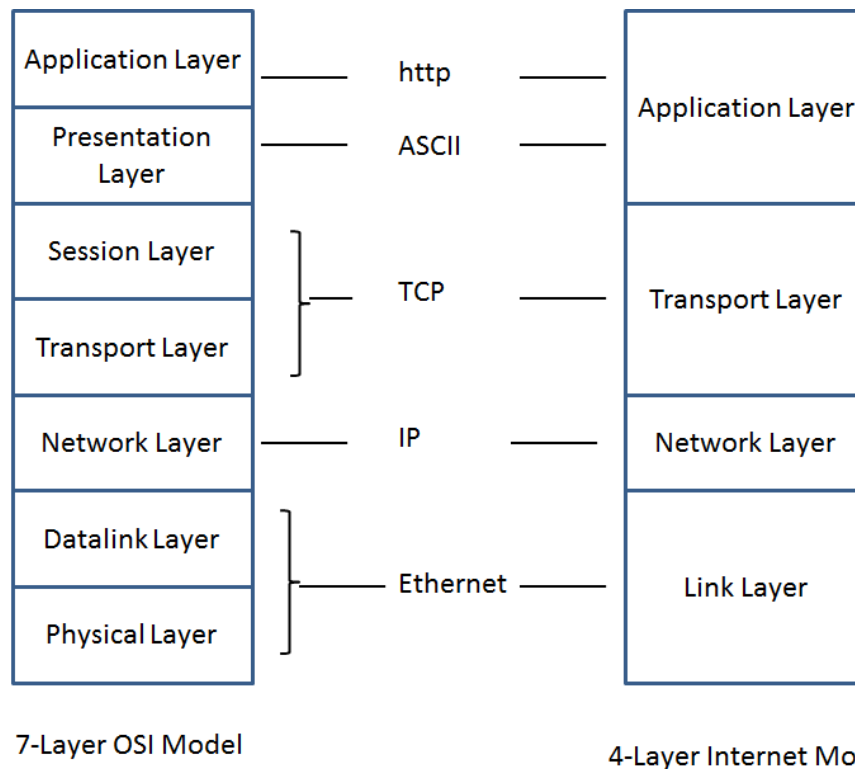 Application Layer
Presentation
Layer
Session Layer
Transport Layer
Network Layer
Datalink Layer
Physical Layer
7-Layer OSI Model
http
ASCII
TCP
IP
Ethernet
Application Layer
Transport Layer
Network Layer
Link Layer
4-Layer Internet Mo